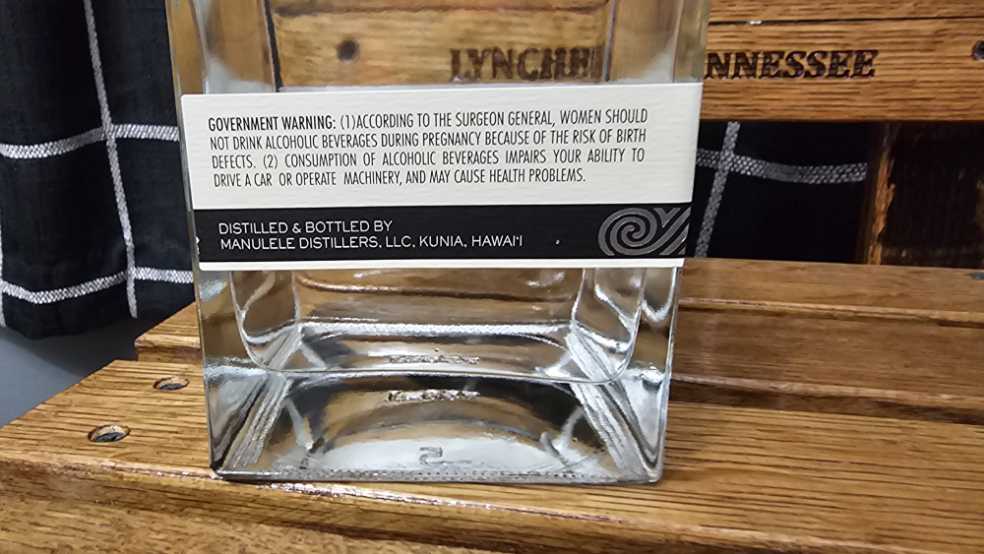 LYNCHB
NNESSEE
GOVERNMENT WARNING: (1)ACCORDING TO THE SURGEON GENERAL, WOMEN SHOULD
NOT DRINK ALCOHOLIC BEVERAGES DURING PREGNANCY BECAUSE OF THE RISK OF BIRTH
DEFECTS. (2) CONSUMPTION OF ALCOHOLIC BEVERAGES IMPAIRS YOUR ABILITY TO
DRIVE A CAR OR OPERATE MACHINERY, AND MAY CAUSE HEALTH PROBLEMS.
DISTILLED & BOTTLED BY
MANULELE DISTILLERS, LLC, KUNIA, HAWAI'I